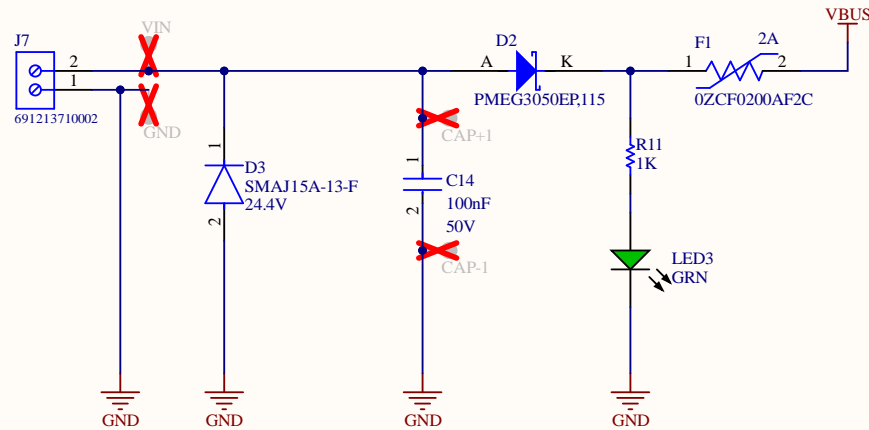 VBUS
VIN
D2
J7
F1
2A
2
1
A
K
1
2
PMEG3050EP,115
0ZCF0200AF2C
691213710002
GND
CAP+1
1
D3
SMAJ15A-13-F
24.4V
2
1
C14
100nF
50V
2
R11
1K
CAP-1
LED3
GRN
GND
GND
GND
GND